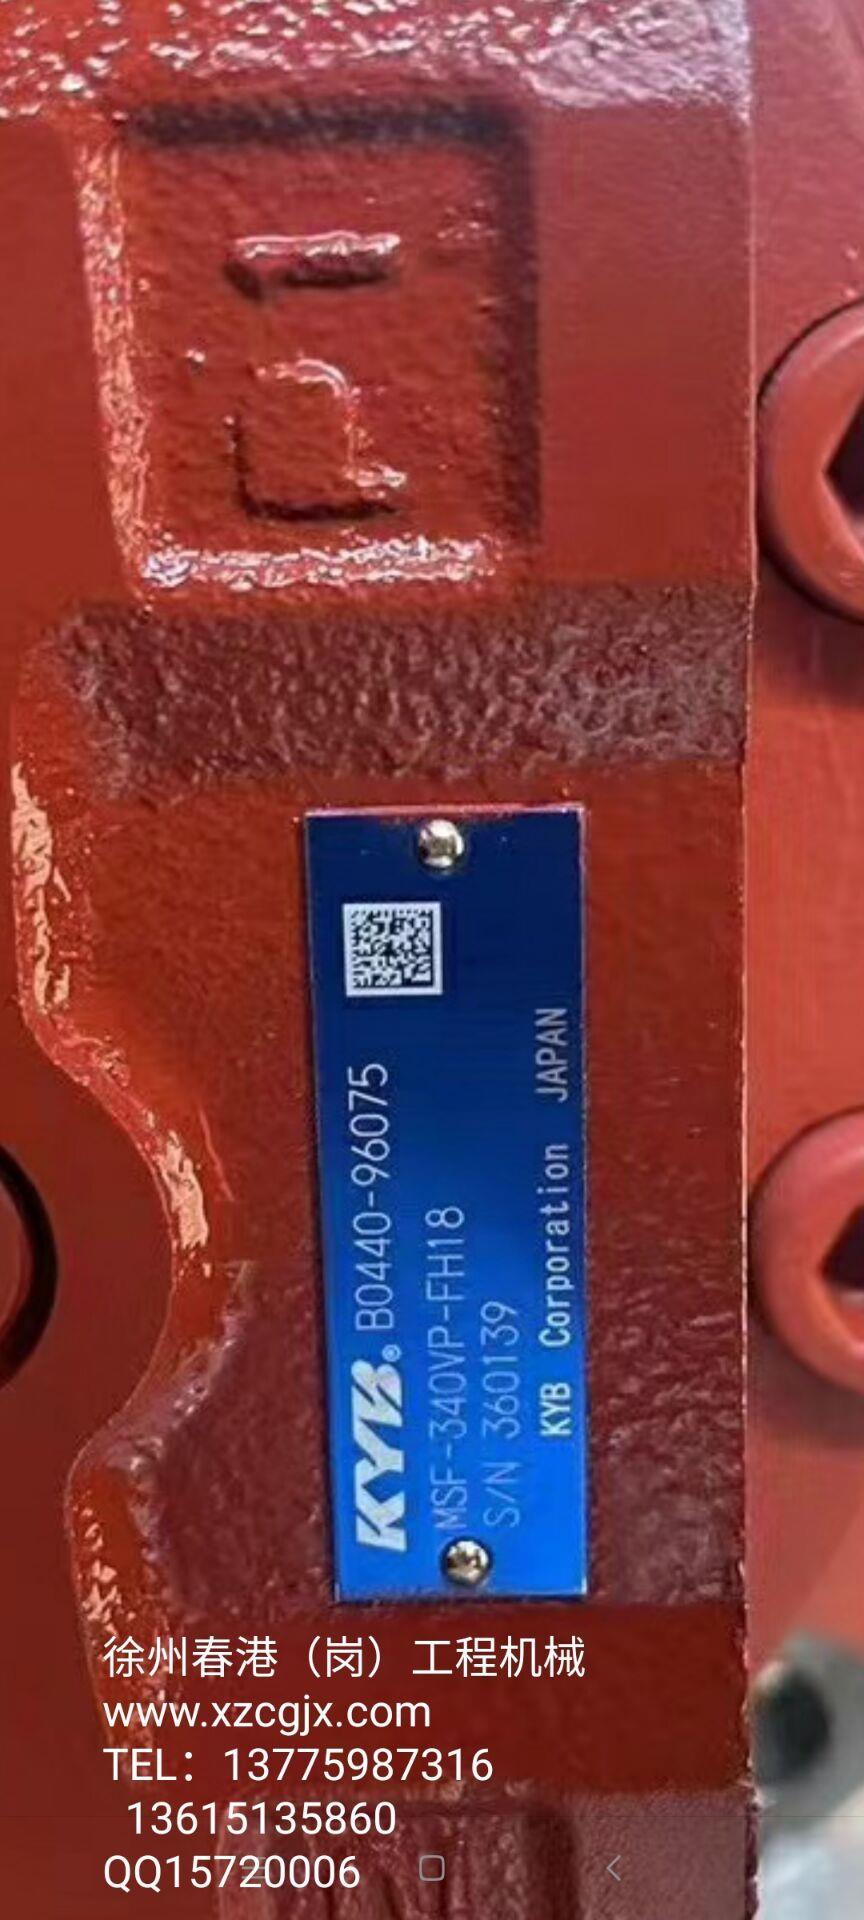 KYB® B0440-96075
MSF-340VP-FH18
S/N 360139
KYB Corporation JAPAN
徐州春港（岗）工程机械
www.xzcgjx.com
TEL：13775987316
13615135860
QQ15720006